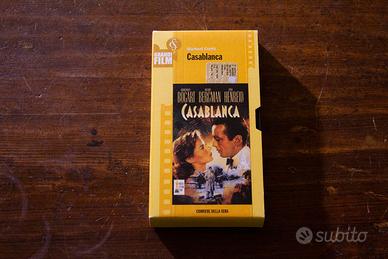 GRANDI
FILM
Michael Curtiz
Casablanca
BOGART BERGMAN HENREID
CASABLANCA
CORRIERE DELLA SERA
subito